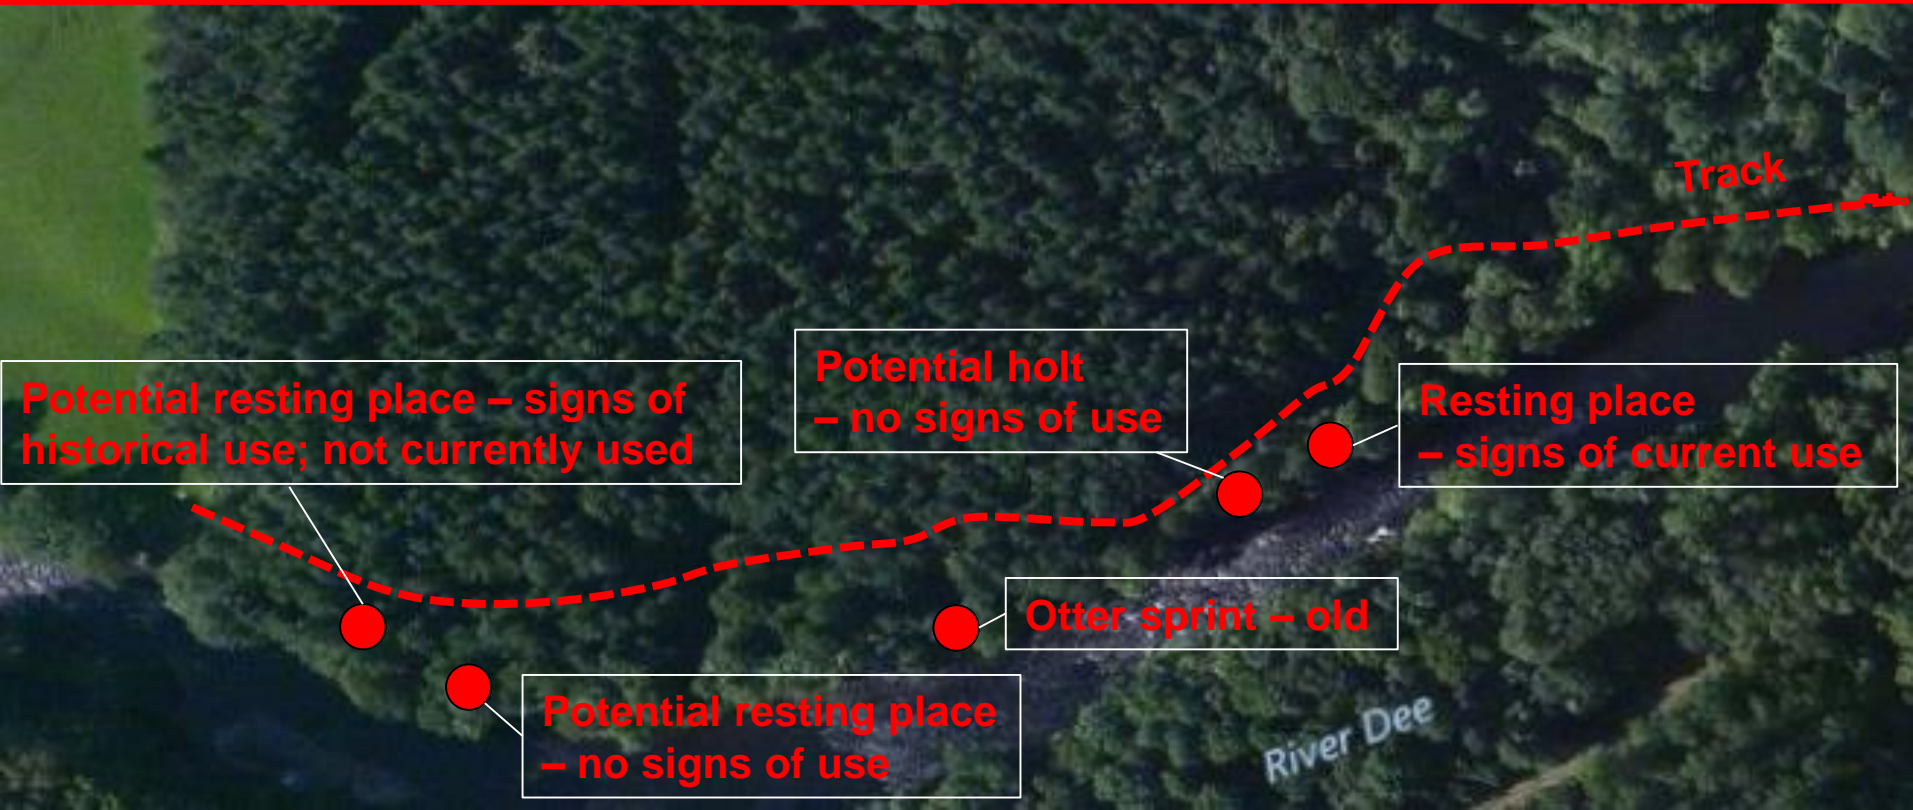 Track
Potential holt
– no signs of use
Potential resting place – signs of
historical use; not currently used
Resting place
– signs of current use
Otter sprint – old
Potential resting place
– no signs of use
River Dee